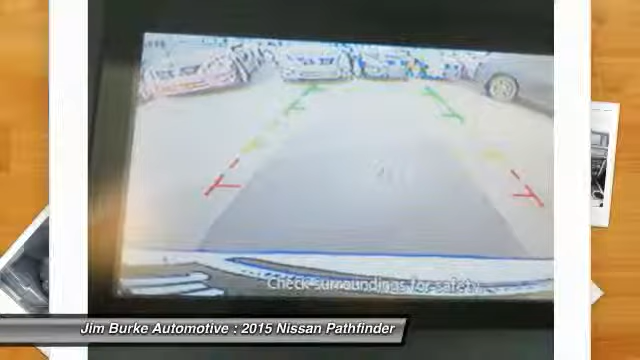 Check surroundings for safety.
Jim Burke Automotive : 2015 Nissan Pathfinder